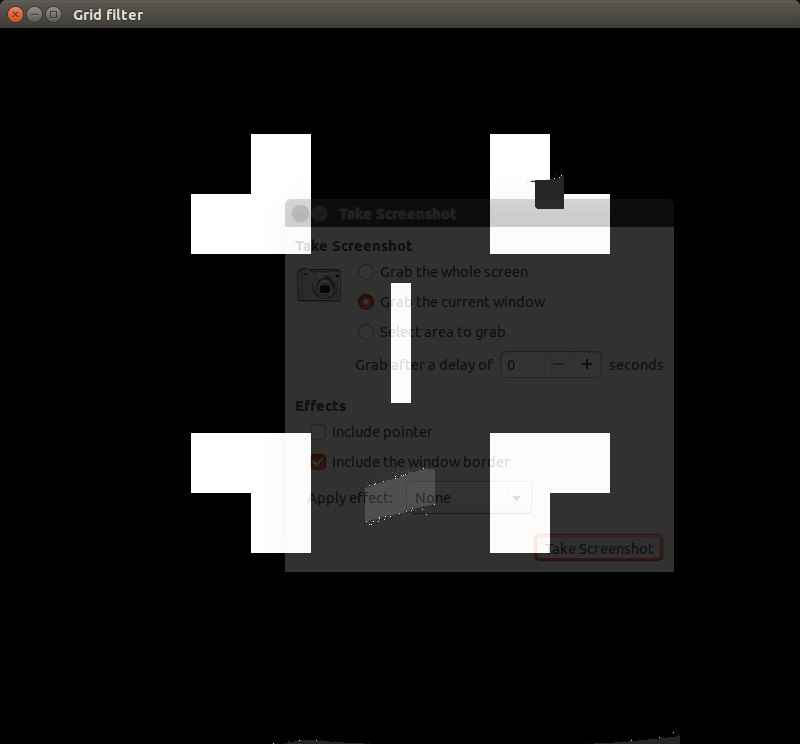 Grid filter
Take Screenshot
Take Screenshot
Grab the whole screen
Grab the current window
Select area to grab
Grab after a delay of 0 − + seconds
Effects
Include pointer
Include the window border
Apply effect: None
Take Screenshot